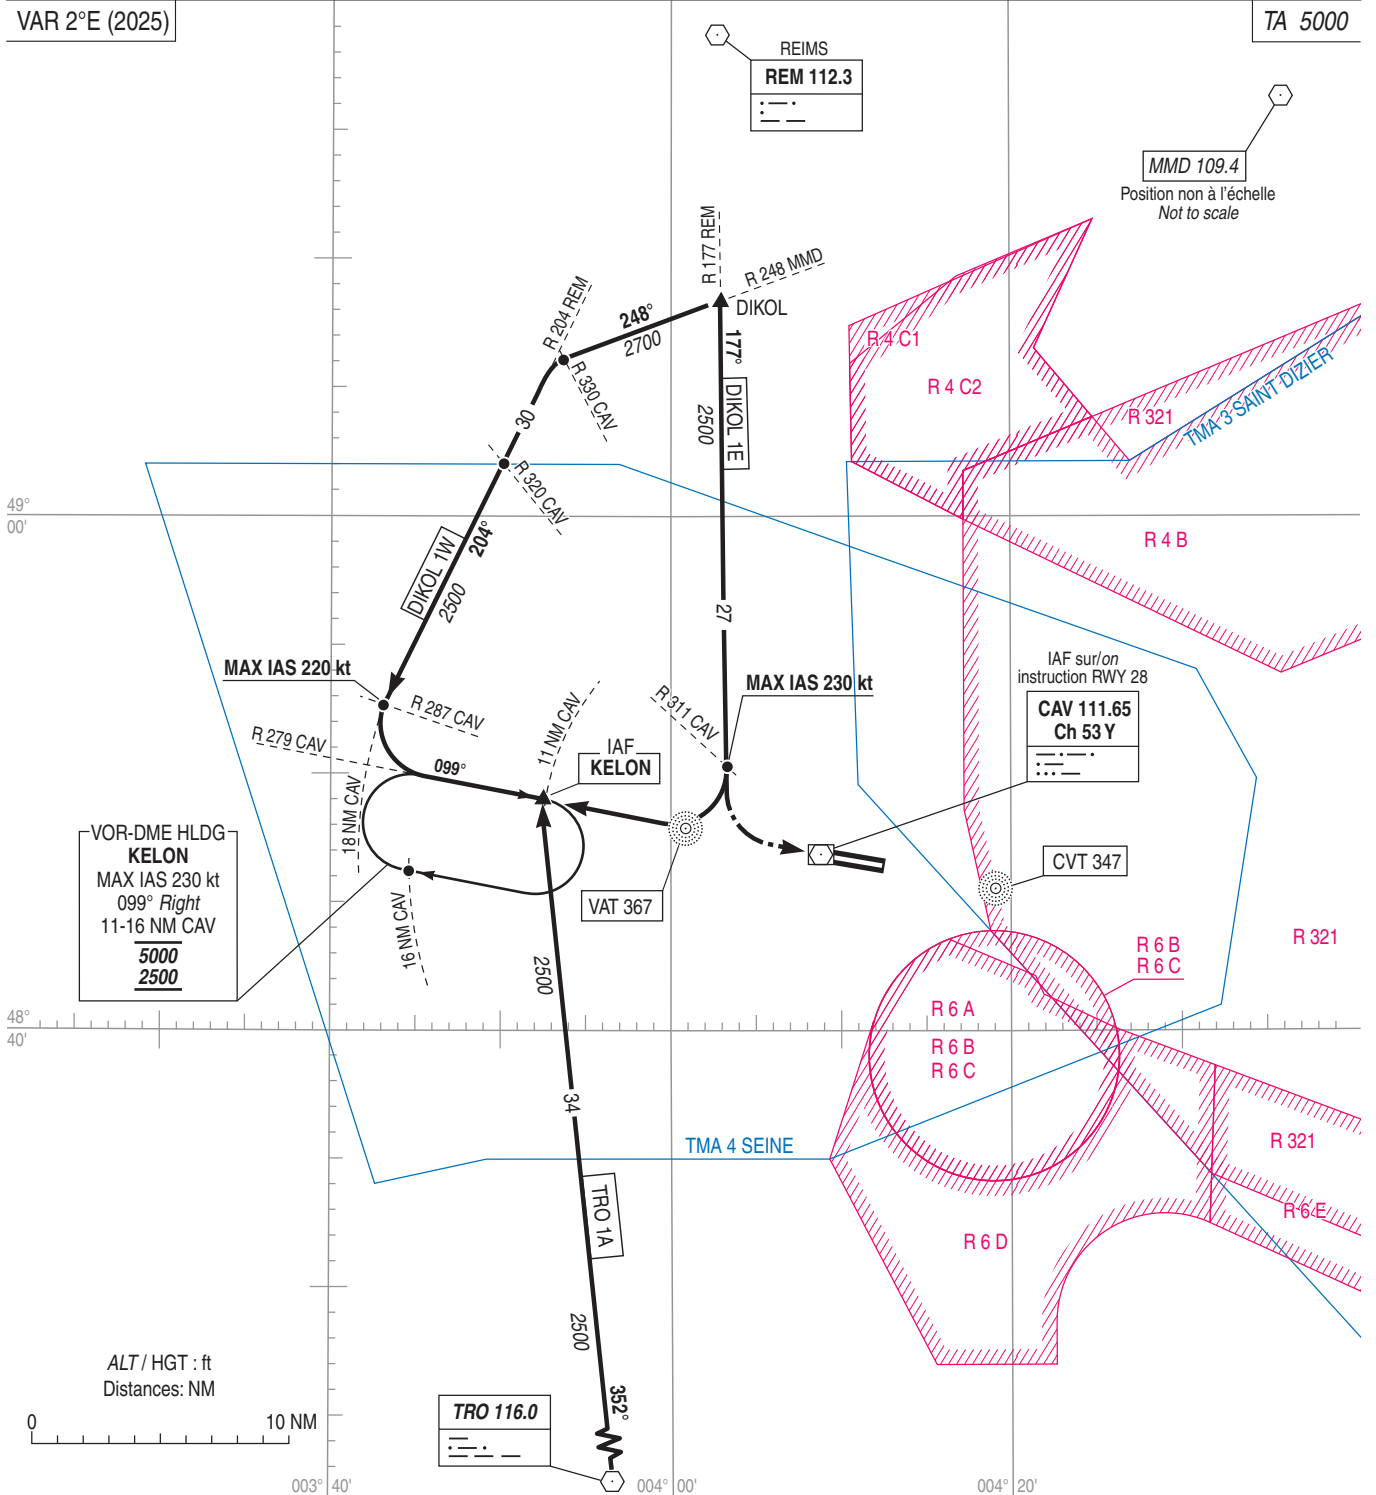 VAR 2°E (2025)
TA 5000
REIMS
REM 112.3
MMD 109.4
Position non à l'échelle
Not to scale
R 177 REM
R 248 MMD
DIKOL
R 204 REM
248°
2700
177°
R 330 CAV
DIKOL 1E
2500
30
R 320 CAV
R 4 C1
R 4 C2
R 321
TMA 3 SAINT DIZIER
49°
00'
R 4 B
204°
DIKOL 1W
2500
27
MAX IAS 220 kt
R 287 CAV
R 279 CAV
099°
11 NM CAV
R 311 CAV
MAX IAS 230 kt
IAF
KELON
IAF sur/on
instruction RWY 28
CAV 111.65
Ch 53 Y
18 NM CAV
16 NM CAV
VOR-DME HLDG
KELON
MAX IAS 230 kt
099° Right
11-16 NM CAV
5000
2500
VAT 367
CVT 347
R 6 B
R 6 C
R 321
R 6 A
R 6 B
R 6 C
2500
48°
40'
34
TMA 4 SEINE
R 321
R 6 E
R 6 D
TRO 1A
2500
352°
ALT / HGT : ft
Distances: NM
0
10 NM
TRO 116.0
003° 40'
004° 00'
004° 20'